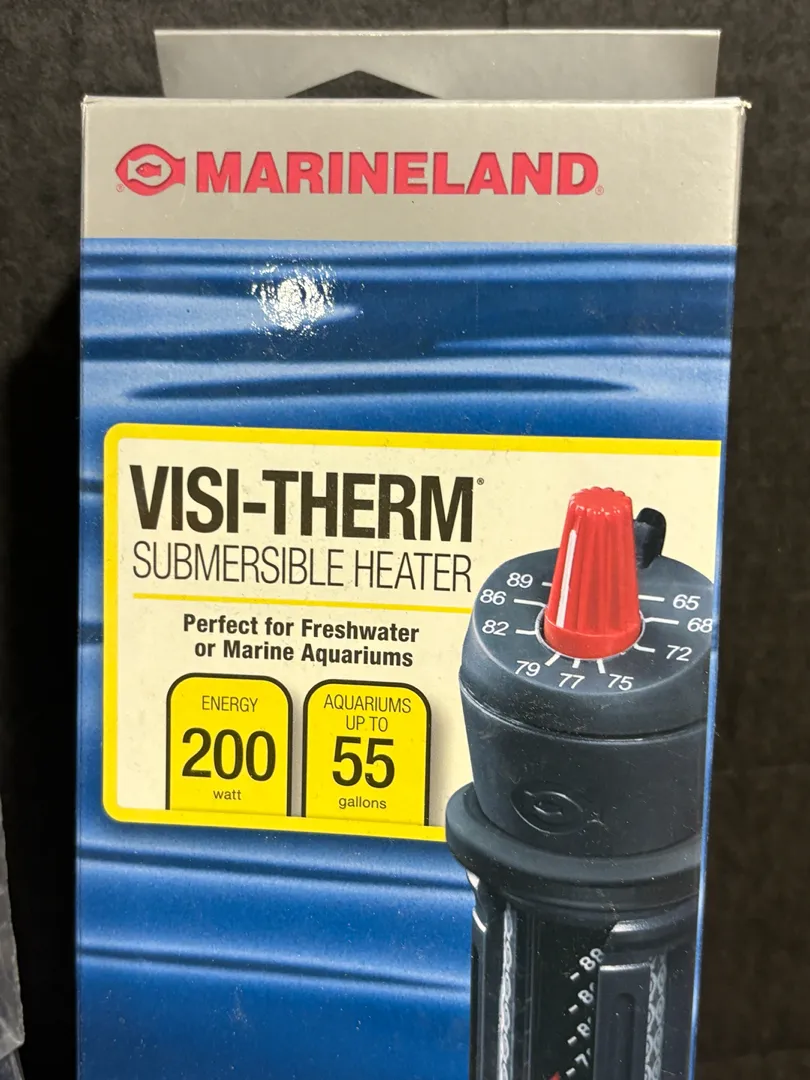 MARINELAND®
VISI-THERM®
SUBMERSIBLE HEATER
Perfect for Freshwater
or Marine Aquariums
ENERGY
200
watt
AQUARIUMS
UP TO
55
gallons
89
86
82
79
77
75
72
68
65
88